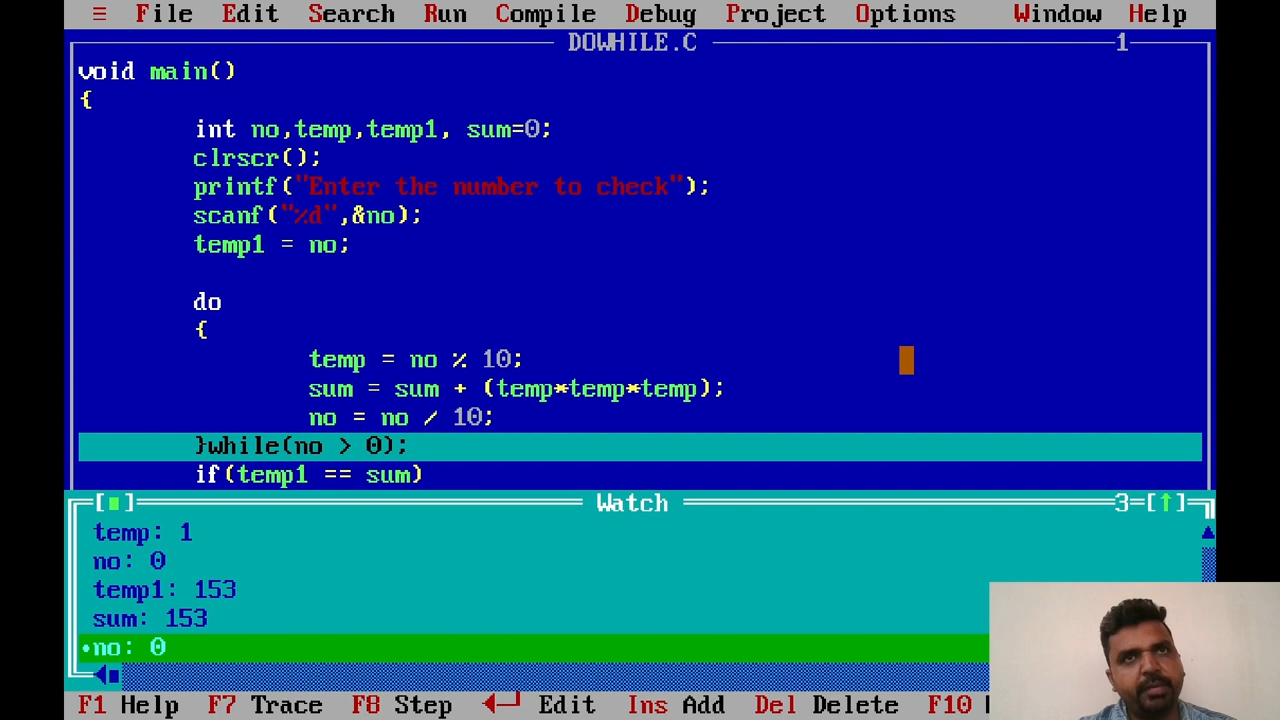 ≡ File Edit Search Run Compile Debug Project Options Window Help
DOWHILE.C 1
void main()
{
int no,temp,temp1, sum=0;
clrscr();
printf("Enter the number to check");
scanf("%d",&no);
temp1 = no;
do
{
temp = no % 10;
sum = sum + (temp*temp*temp);
no = no / 10;
}while(no > 0);
if(temp1 == sum)
[■] Watch 3=[↑]
temp: 1
no: 0
temp1: 153
sum: 153
•no: 0
F1 Help F7 Trace F8 Step ←┘ Edit Ins Add Del Delete F10